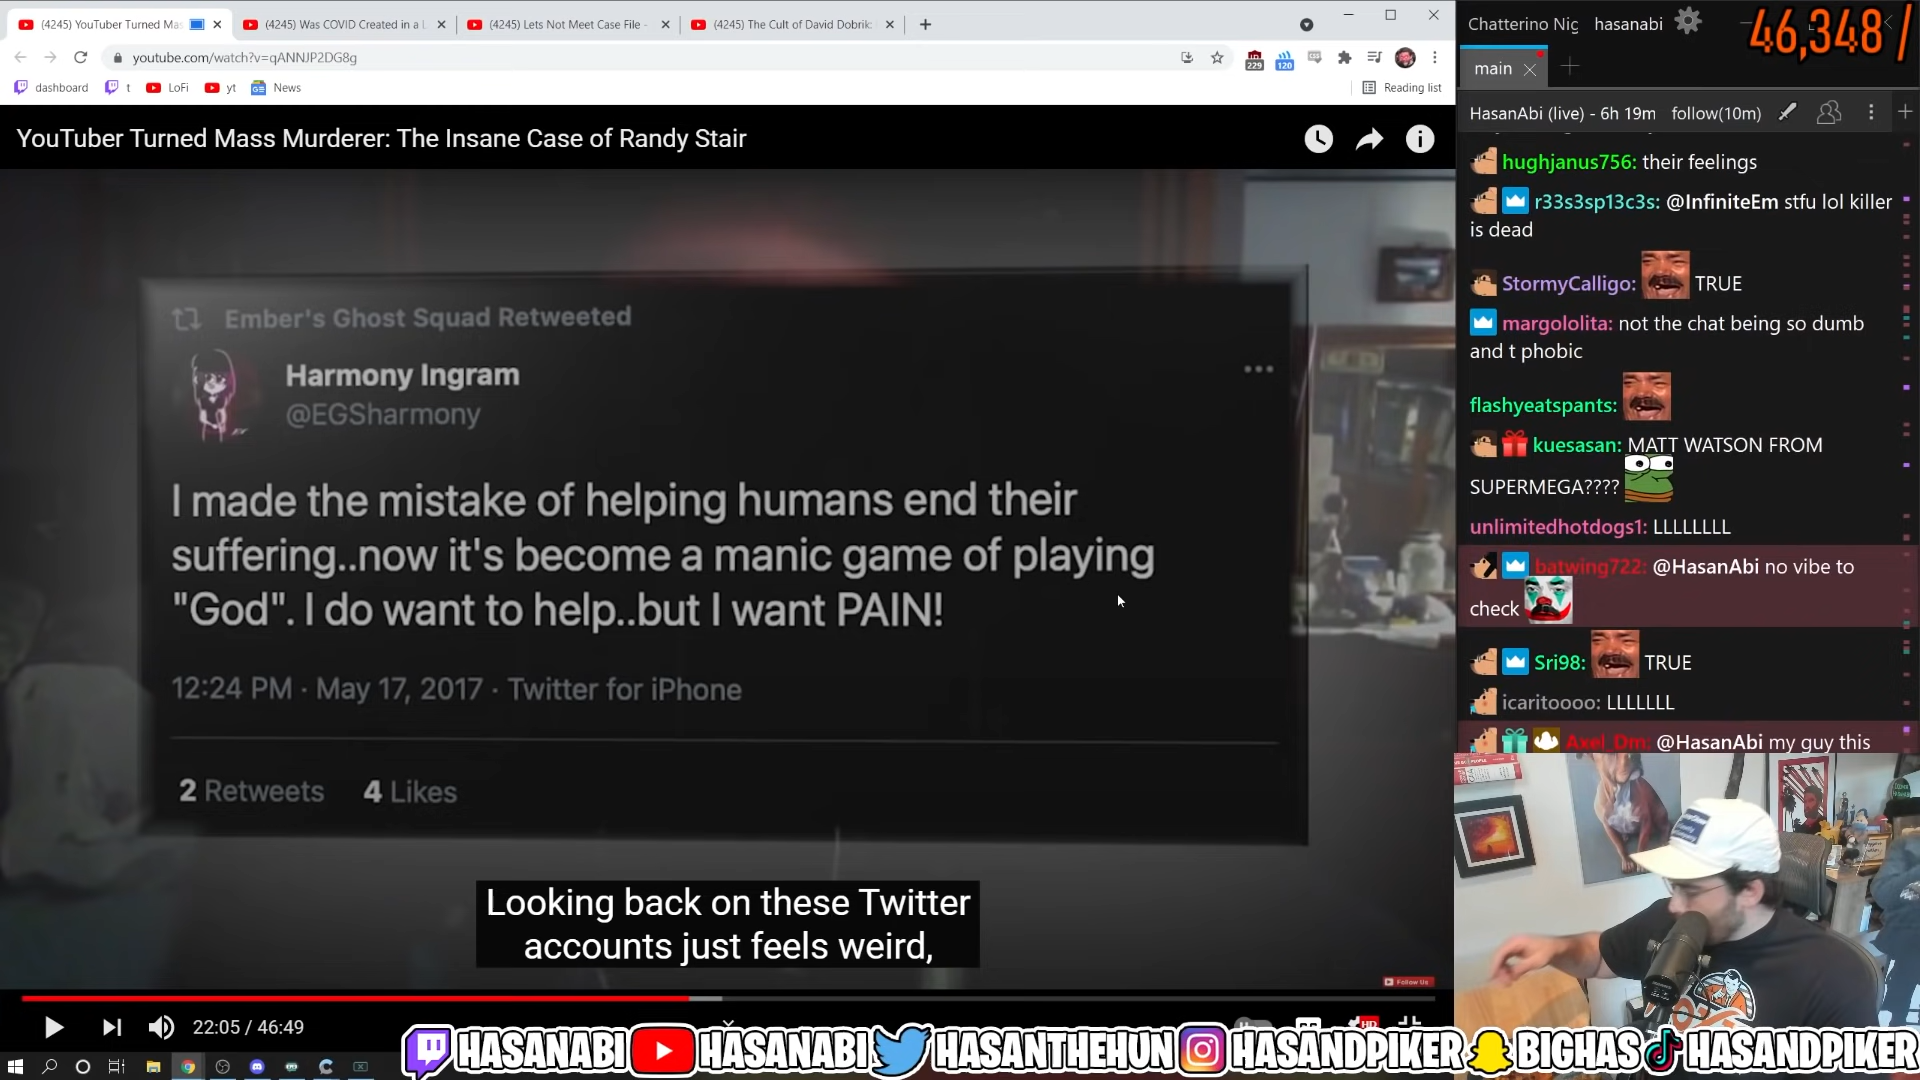 (4245) YouTuber Turned Mas
(4245) Was COVID Created in a L
(4245) Lets Not Meet Case File -
(4245) The Cult of David Dobrik:
youtube.com/watch?v=qANNJP2DG8g
229
120
dashboard
t
LoFi
yt
News
Reading list
YouTuber Turned Mass Murderer: The Insane Case of Randy Stair
Ember's Ghost Squad Retweeted
Harmony Ingram
@EGSharmony
I made the mistake of helping humans end their
suffering..now it's become a manic game of playing
"God". I do want to help..but I want PAIN!
12:24 PM · May 17, 2017 · Twitter for iPhone
2 Retweets 4 Likes
Looking back on these Twitter
accounts just feels weird,
Follow Us
22:05 / 46:49
HD
Chatterino Nig
hasanabi
46,348 /
main
HasanAbi (live) - 6h 19m
follow(10m)
hughjanus756: their feelings
r33s3sp13c3s: @InfiniteEm stfu lol killer
is dead
StormyCalligo: TRUE
margololita: not the chat being so dumb
and t phobic
flashyeatspants:
kuesasan: MATT WATSON FROM
SUPERMEGA????
unlimitedhotdogs1: LLLLLLLL
batwing722: @HasanAbi no vibe to
check
Sri98: TRUE
icaritoooo: LLLLLLL
Axel_Dm: @HasanAbi my guy this
HASANABI
HASANABI
HASANTHEHUN
HASANDPIKER
BIGHAS
HASANDPIKER